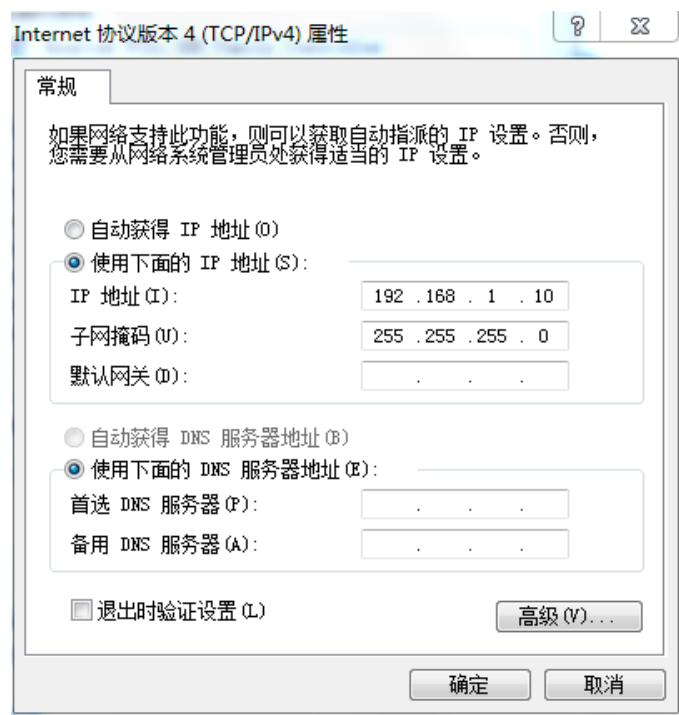 Internet 协议版本 4 (TCP/IPv4) 属性
常规
如果网络支持此功能，则可以获取自动指派的 IP 设置。否则，
您需要从网络系统管理员处获得适当的 IP 设置。
自动获得 IP 地址(O)
使用下面的 IP 地址(S):
IP 地址(I): 192 .168 . 1 . 10
子网掩码(U): 255 .255 .255 . 0
默认网关(D): . . .
自动获得 DNS 服务器地址(B)
使用下面的 DNS 服务器地址(E):
首选 DNS 服务器(P): . . .
备用 DNS 服务器(A): . . .
退出时验证设置(L)
高级(V)...
确定 取消